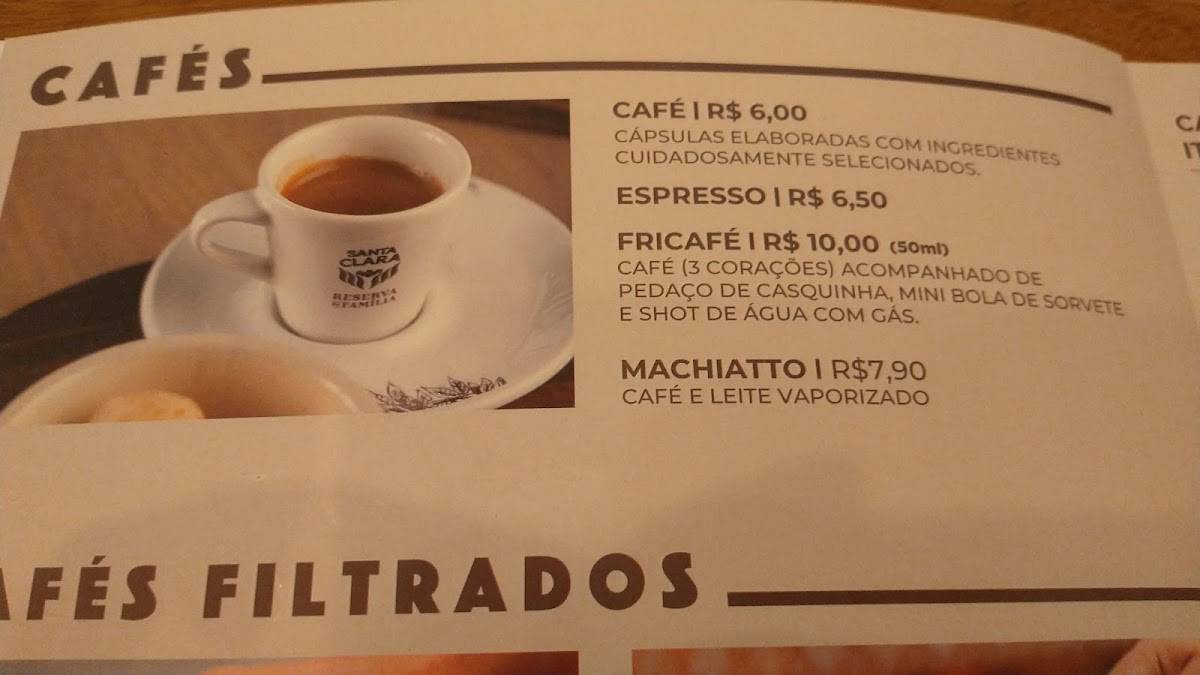 CAFÉS
CAFÉ | R$ 6,00
CÁPSULAS ELABORADAS COM INGREDIENTES
CUIDADOSAMENTE SELECIONADOS.
ESPRESSO | R$ 6,50
FRICAFÉ | R$ 10,00 (50ml)
CAFÉ (3 CORAÇÕES) ACOMPANHADO DE
PEDAÇO DE CASQUINHA, MINI BOLA DE SORVETE
E SHOT DE ÁGUA COM GÁS.
MACHIATTO | R$7,90
CAFÉ E LEITE VAPORIZADO
SANTA
CLARA
RESERVA
DE FAMÍLIA
AFÉS FILTRADOS